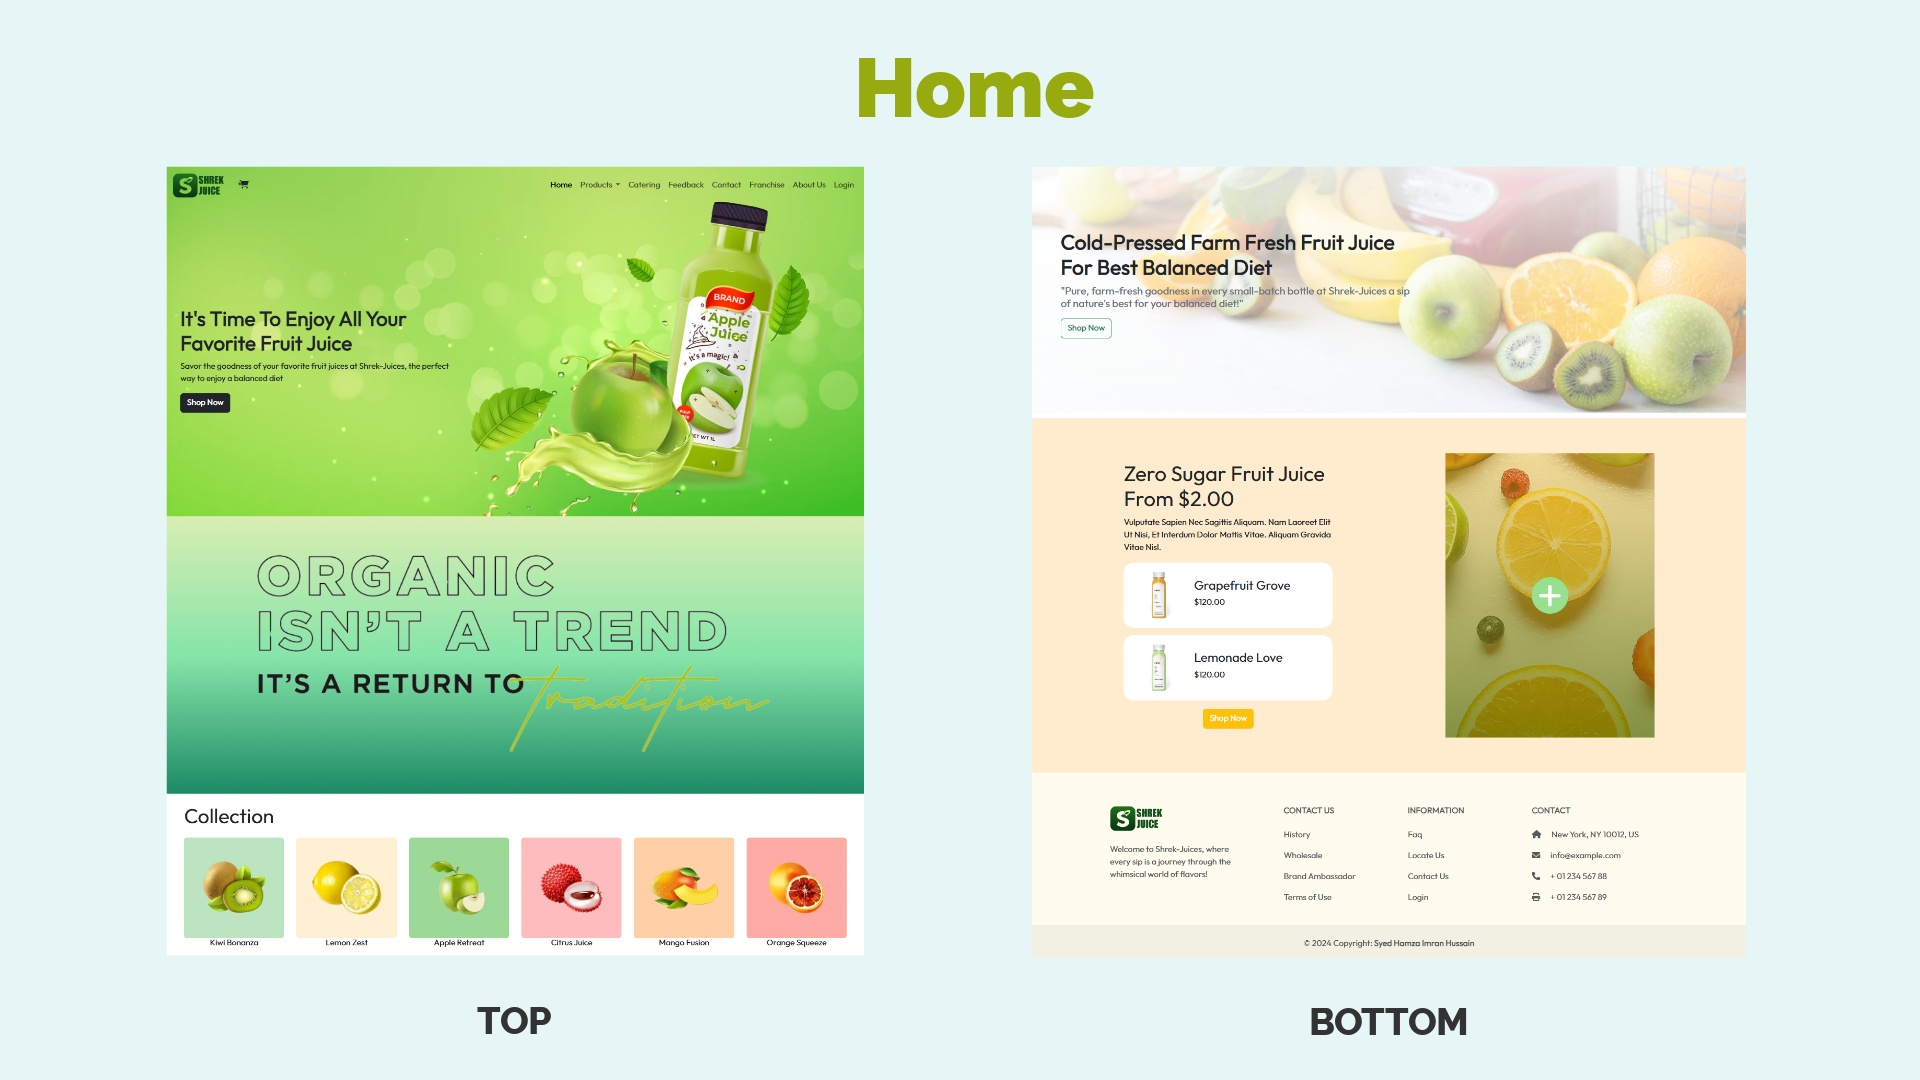 Home
SHREK
JUICE
Home Products Catering Feedback Contact Franchise About Us Login
It's Time To Enjoy All Your
Favorite Fruit Juice
Savor the goodness of your favorite fruit juices at Shrek-Juices, the perfect
way to enjoy a balanced diet
Shop Now
BRAND
Apple
Juice
It's a magic!
ET WT 1L
ORGANIC
ISN'T A TREND
IT'S A RETURN TO tradition
Collection
Kiwi Bonanza
Lemon Zest
Apple Retreat
Citrus Juice
Mango Fusion
Orange Squeeze
TOP
Cold-Pressed Farm Fresh Fruit Juice
For Best Balanced Diet
"Pure, farm-fresh goodness in every small-batch bottle at Shrek-Juices a sip
of nature's best for your balanced diet!"
Shop Now
Zero Sugar Fruit Juice
From $2.00
Vulputate Sapien Nec Sagittis Aliquam. Nam Laoreet Elit
Ut Nisi, Et Interdum Dolor Mattis Vitae. Aliquam Gravida
Vitae Nisl.
Grapefruit Grove
$120.00
Lemonade Love
$120.00
Shop Now
SHREK
JUICE
Welcome to Shrek-Juices, where
every sip is a journey through the
whimsical world of flavors!
CONTACT US
History
Wholesale
Brand Ambassador
Terms of Use
INFORMATION
Faq
Locate Us
Contact Us
Login
CONTACT
New York, NY 10012, US
info@example.com
+ 01 234 567 88
+ 01 234 567 89
© 2024 Copyright: Syed Hamza Imran Hussain
BOTTOM